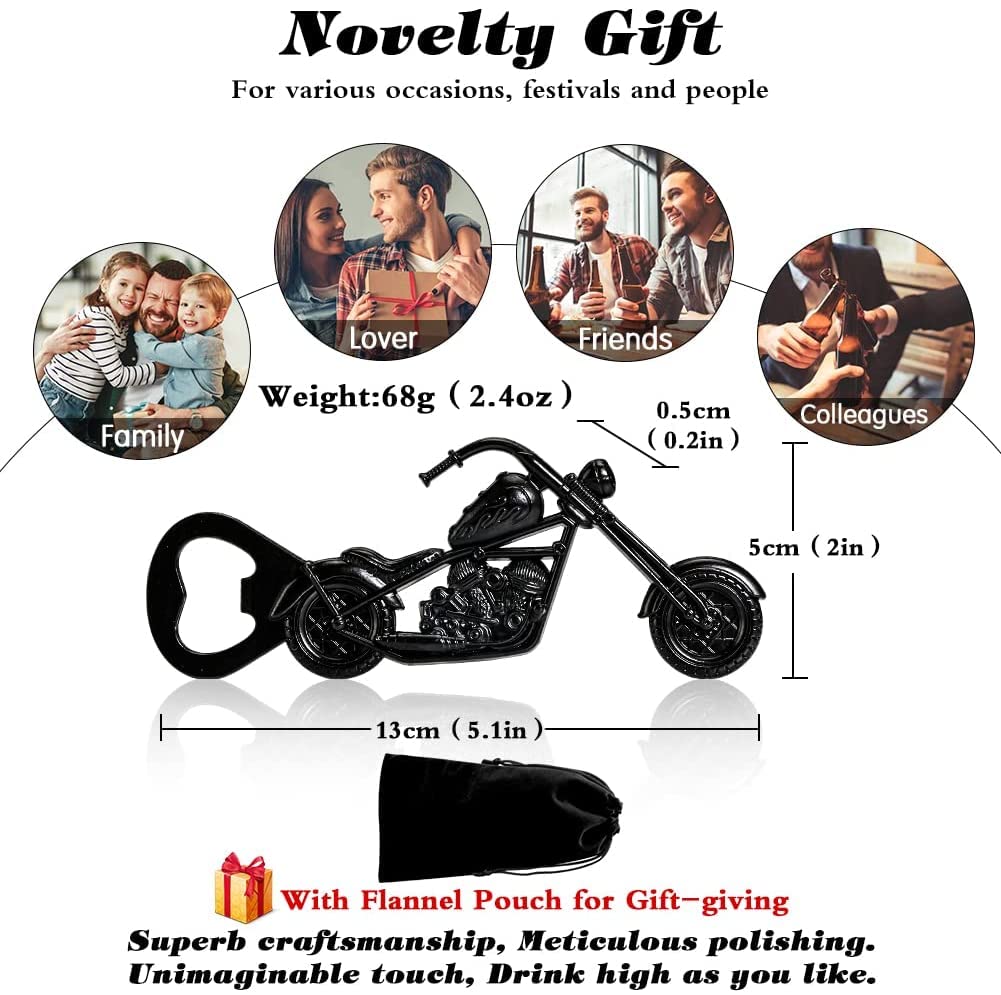 Novelty Gift
For various occasions, festivals and people
Lover
Friends
Family
Colleagues
Weight:68g ( 2.4oz )
0.5cm
( 0.2in )
5cm ( 2in )
13cm ( 5.1in )
With Flannel Pouch for Gift-giving
Superb craftsmanship, Meticulous polishing.
Unimaginable touch, Drink high as you like.